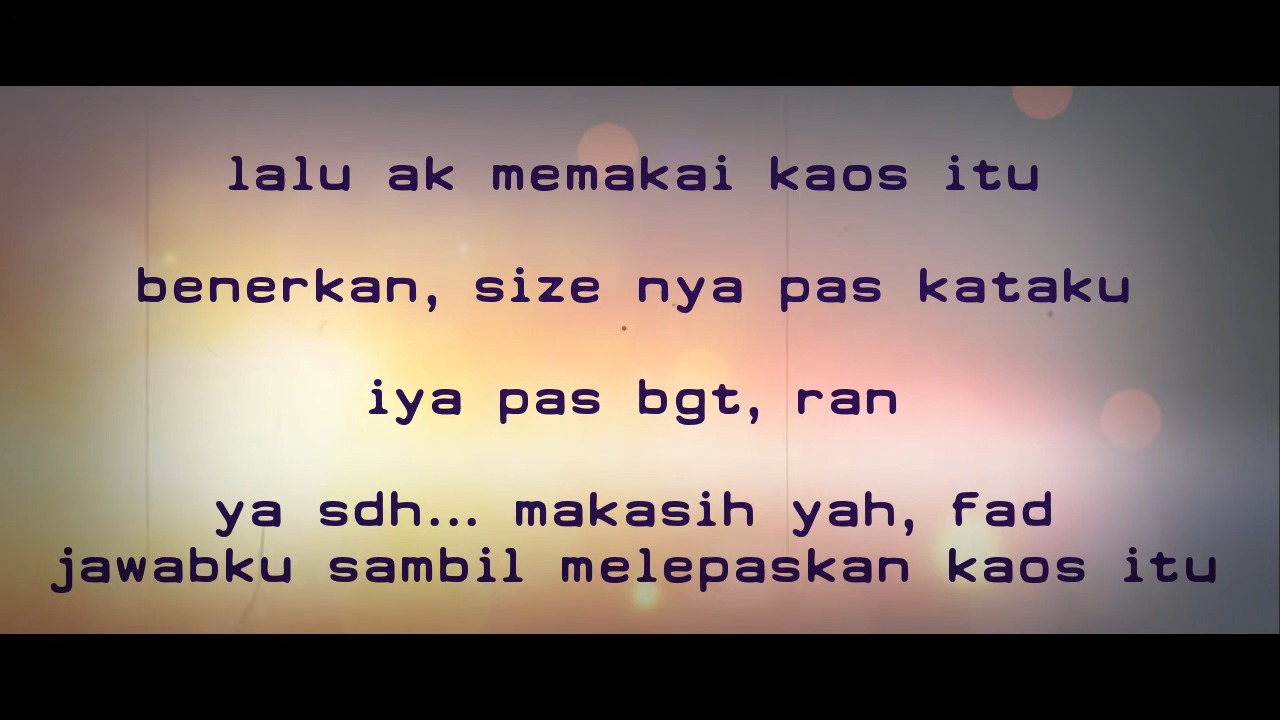 lalu ak memakai kaos itu
benerkan, size nya pas kataku
iya pas bgt, ran
ya sdh... makasih yah, fad
jawabku sambil melepaskan kaos itu